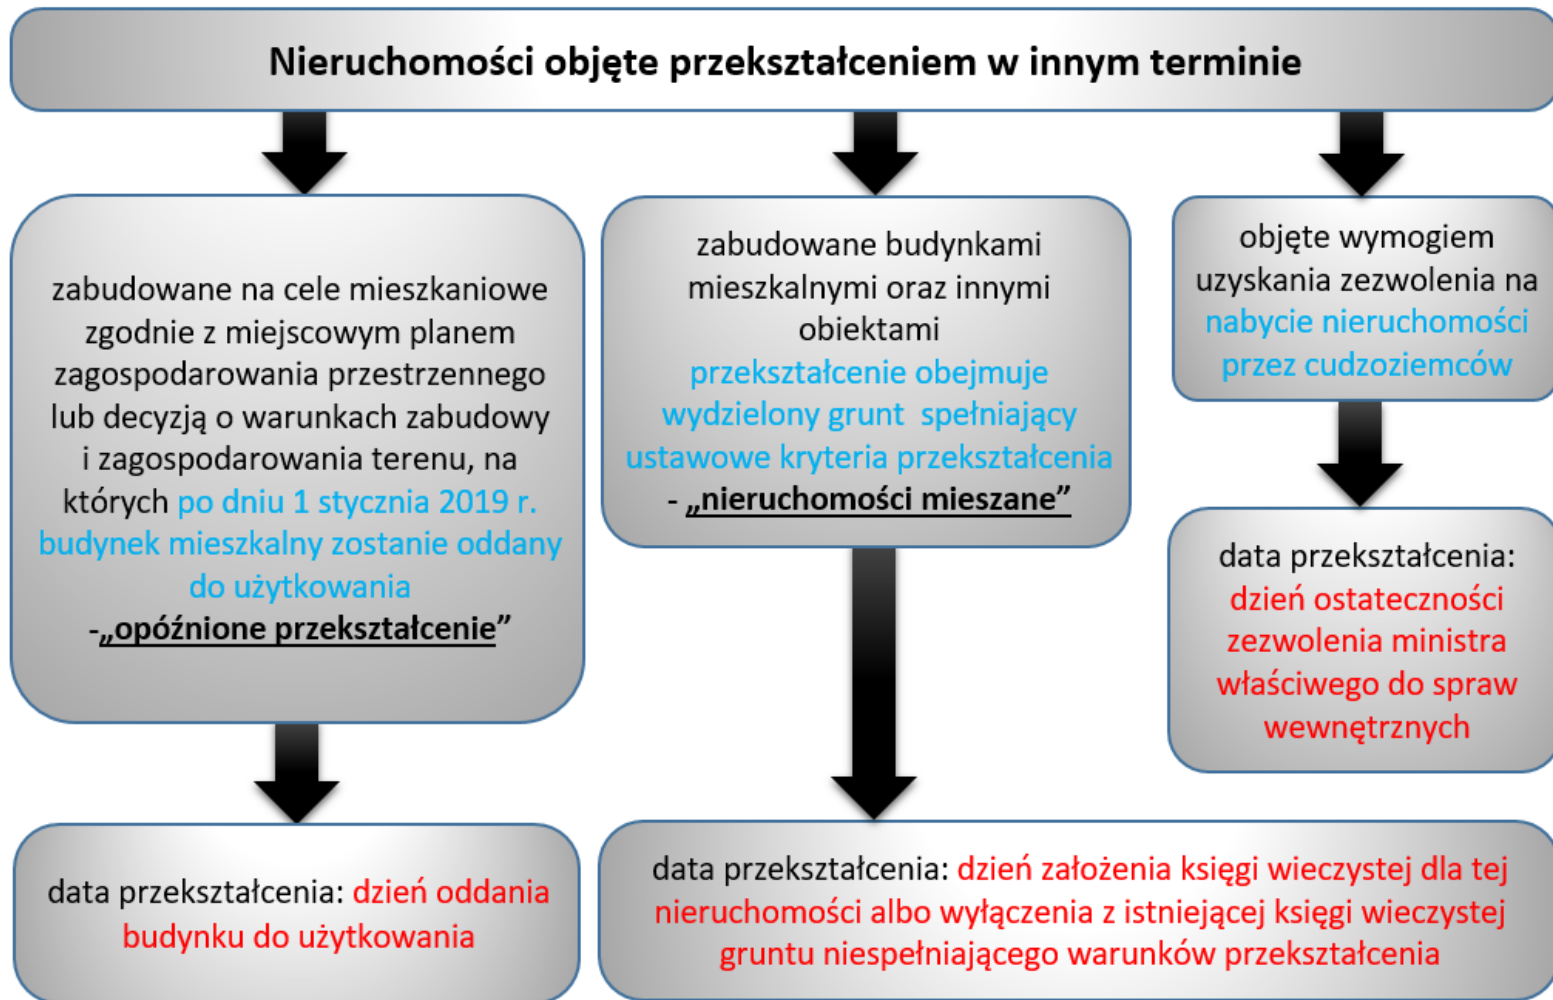 Nieruchomości objęte przekształceniem w innym terminie
zabudowane na cele mieszkaniowe
zgodnie z miejscowym planem
zagospodarowania przestrzennego
lub decyzją o warunkach zabudowy
i zagospodarowania terenu, na
których po dniu 1 stycznia 2019 r.
budynek mieszkalny zostanie oddany
do użytkowania
-„opóźnione przekształcenie”
data przekształcenia: dzień oddania
budynku do użytkowania
zabudowane budynkami
mieszkalnymi oraz innymi
obiektami
przekształcenie obejmuje
wydzielony grunt spełniający
ustawowe kryteria przekształcenia
- „nieruchomości mieszane”
data przekształcenia: dzień założenia księgi wieczystej dla tej
nieruchomości albo wyłączenia z istniejącej księgi wieczystej
gruntu niespełniającego warunków przekształcenia
objęte wymogiem
uzyskania zezwolenia na
nabycie nieruchomości
przez cudzoziemców
data przekształcenia:
dzień ostateczności
zezwolenia ministra
właściwego do spraw
wewnętrznych